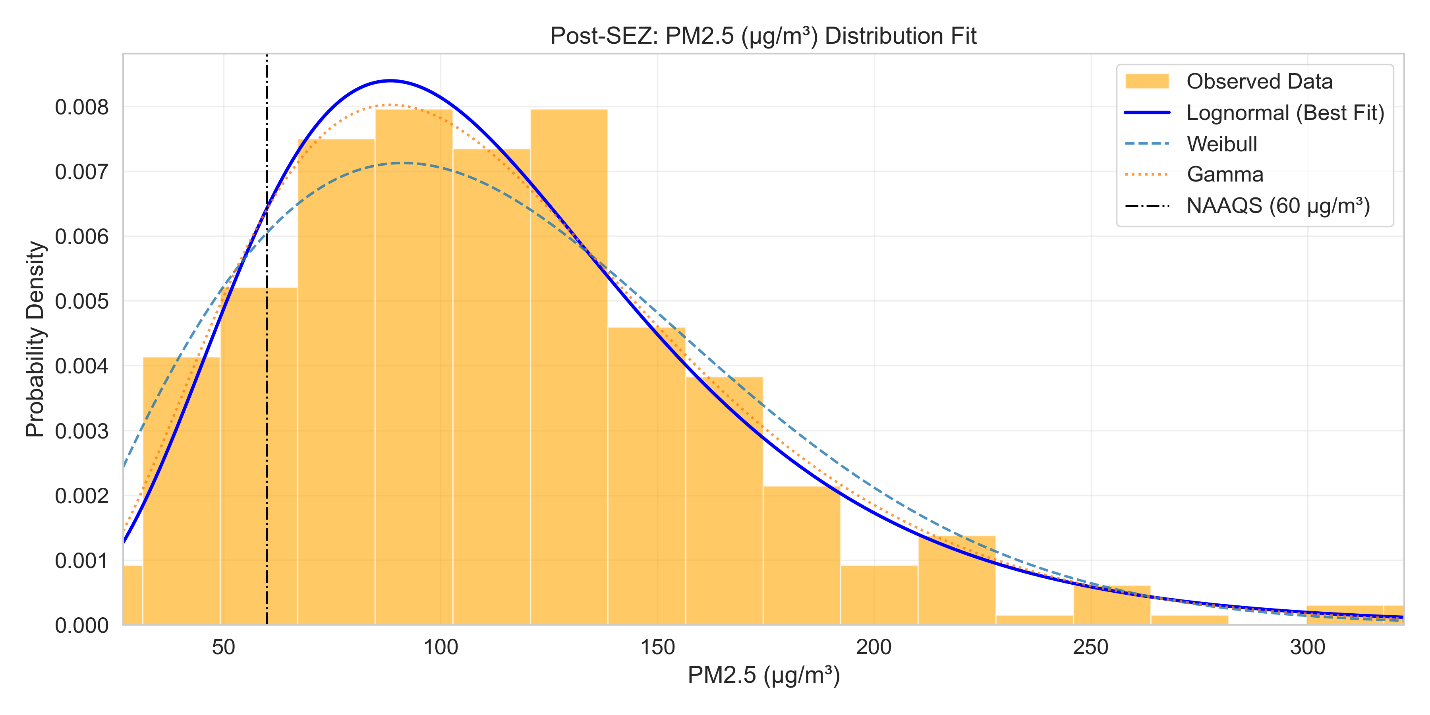 Post-SEZ: PM2.5 (µg/m³) Distribution Fit
Observed Data
Lognormal (Best Fit)
Weibull
Gamma
NAAQS (60 µg/m³)
Probability Density
0.008
0.007
0.006
0.005
0.004
0.003
0.002
0.001
0.000
50 100 150 200 250 300
PM2.5 (µg/m³)